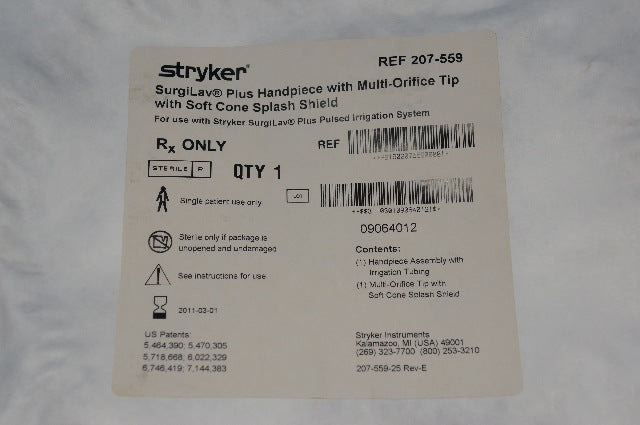 stryker®
REF 207-559
SurgiLav® Plus Handpiece with Multi-Orifice Tip
with Soft Cone Splash Shield
For use with Stryker SurgiLav® Plus Pulsed Irrigation System
Rx ONLY
REF
STERILE R
QTY 1
Single patient use only
LOT
09064012
Sterile only if package is
unopened and undamaged
See instructions for use
2011-03-01
Contents:
(1) Handpiece Assembly with
Irrigation Tubing
(1) Multi-Orifice Tip with
Soft Cone Splash Shield
US Patents:
5,464,390; 5,470,305
5,718,668; 6,022,329
6,746,419; 7,144,383
Stryker Instruments
Kalamazoo, MI (USA) 49001
(269) 323-7700 (800) 253-3210
207-559-25 Rev-E